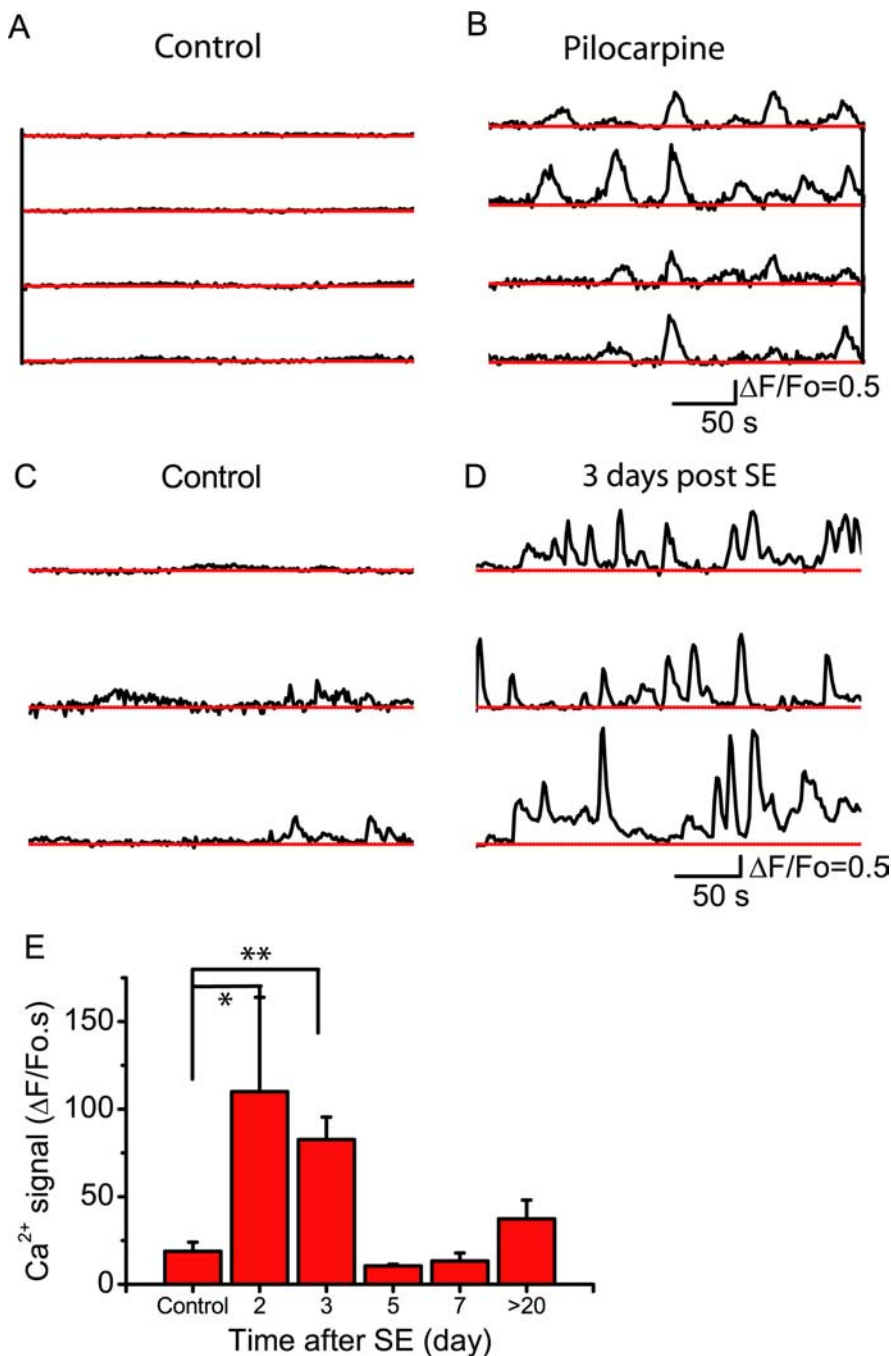 A
Control
B
Pilocarpine
ΔF/Fo=0.5
50 s
C
Control
D
3 days post SE
ΔF/Fo=0.5
50 s
E
**
*
Ca²⁺ signal (ΔF/Fo.s)
150
100
50
0
Control 2 3 5 7 >20
Time after SE (day)